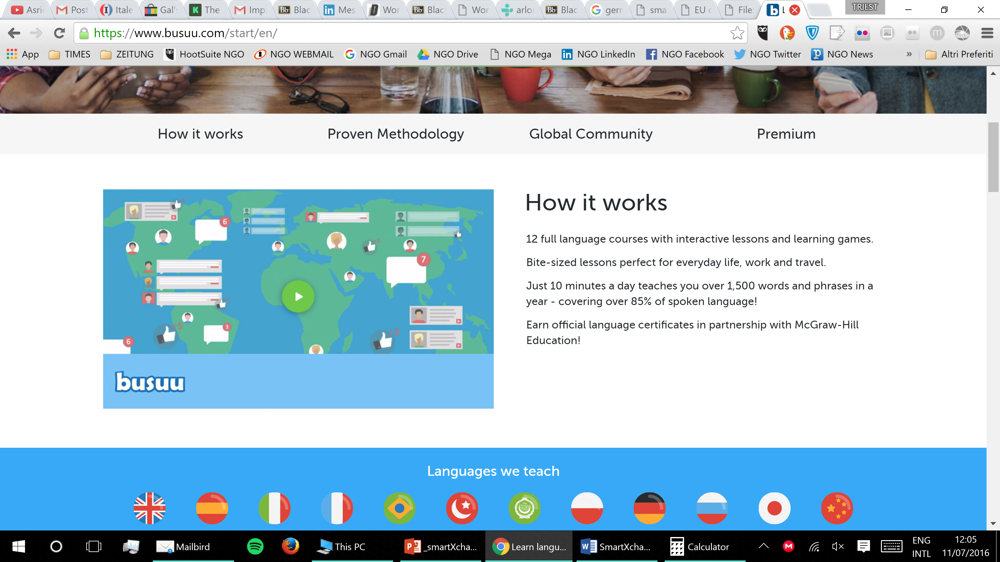 Asri
Post
Itale
Gal's
The
Imp
Blac
Mes
Wor
Blac
Wor
arlo
Blac
gern
sma
EU c
File:
L
TRIEST
https://www.busuu.com/start/en/
flickr
App
TIMES
ZEITUNG
HootSuite NGO
NGO WEBMAIL
NGO Gmail
NGO Drive
NGO Mega
NGO LinkedIn
NGO Facebook
NGO Twitter
NGO News
»
Altri Preferiti
How it works
Proven Methodology
Global Community
Premium
6
7
+5
3
+3
6
busuu
How it works
12 full language courses with interactive lessons and learning games.
Bite-sized lessons perfect for everyday life, work and travel.
Just 10 minutes a day teaches you over 1,500 words and phrases in a
year - covering over 85% of spoken language!
Earn official language certificates in partnership with McGraw-Hill
Education!
Languages we teach
Mailbird
This PC
_smartXcha...
Learn langu...
SmartXcha...
Calculator
ENG
INTL
12:05
11/07/2016